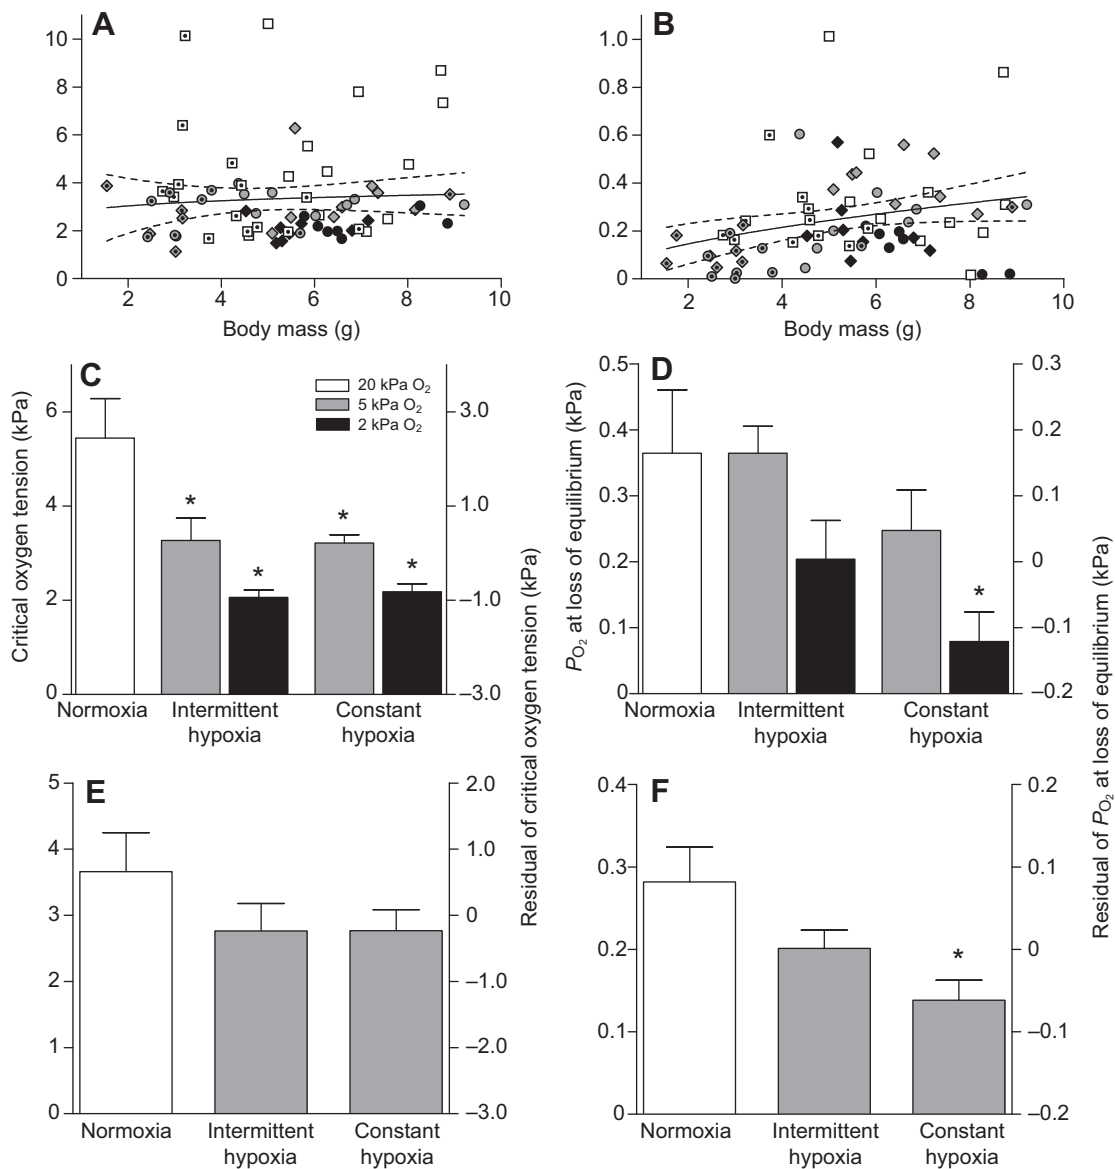 A
10
8
6
4
2
0
2
4
6
8
10
Body mass (g)
B
1.0
0.8
0.6
0.4
0.2
0
2
4
6
8
10
Body mass (g)
C
Critical oxygen tension (kPa)
6
4
2
0
20 kPa O₂
5 kPa O₂
2 kPa O₂
*
*
*
*
3.0
1.0
–1.0
–3.0
Normoxia
Intermittent
hypoxia
Constant
hypoxia
Residual of critical oxygen tension (kPa)
D
P_O₂ at loss of equilibrium (kPa)
0.5
0.4
0.3
0.2
0.1
0
*
0.3
0.2
0.1
0
–0.1
–0.2
Normoxia
Intermittent
hypoxia
Constant
hypoxia
Residual of P_O₂ at loss of equilibrium (kPa)
E
5
4
3
2
1
0
2.0
1.0
0
–1.0
–2.0
–3.0
Normoxia
Intermittent
hypoxia
Constant
hypoxia
F
0.4
0.3
0.2
0.1
0
*
0.2
0.1
0
–0.1
–0.2
Normoxia
Intermittent
hypoxia
Constant
hypoxia